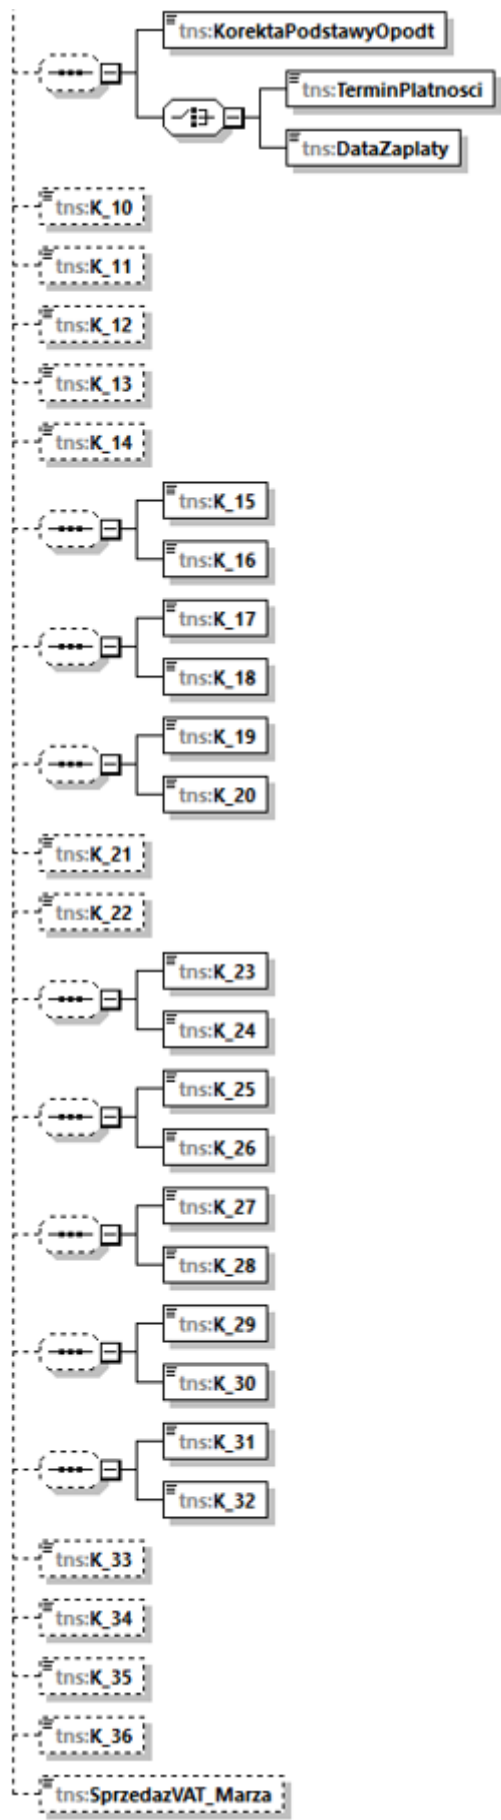 tns:KorektaPodstawyOpodt
tns:TerminPlatnosci
tns:DataZaplaty
tns:K_10
tns:K_11
tns:K_12
tns:K_13
tns:K_14
tns:K_15
tns:K_16
tns:K_17
tns:K_18
tns:K_19
tns:K_20
tns:K_21
tns:K_22
tns:K_23
tns:K_24
tns:K_25
tns:K_26
tns:K_27
tns:K_28
tns:K_29
tns:K_30
tns:K_31
tns:K_32
tns:K_33
tns:K_34
tns:K_35
tns:K_36
tns:SprzedazVAT_Marza